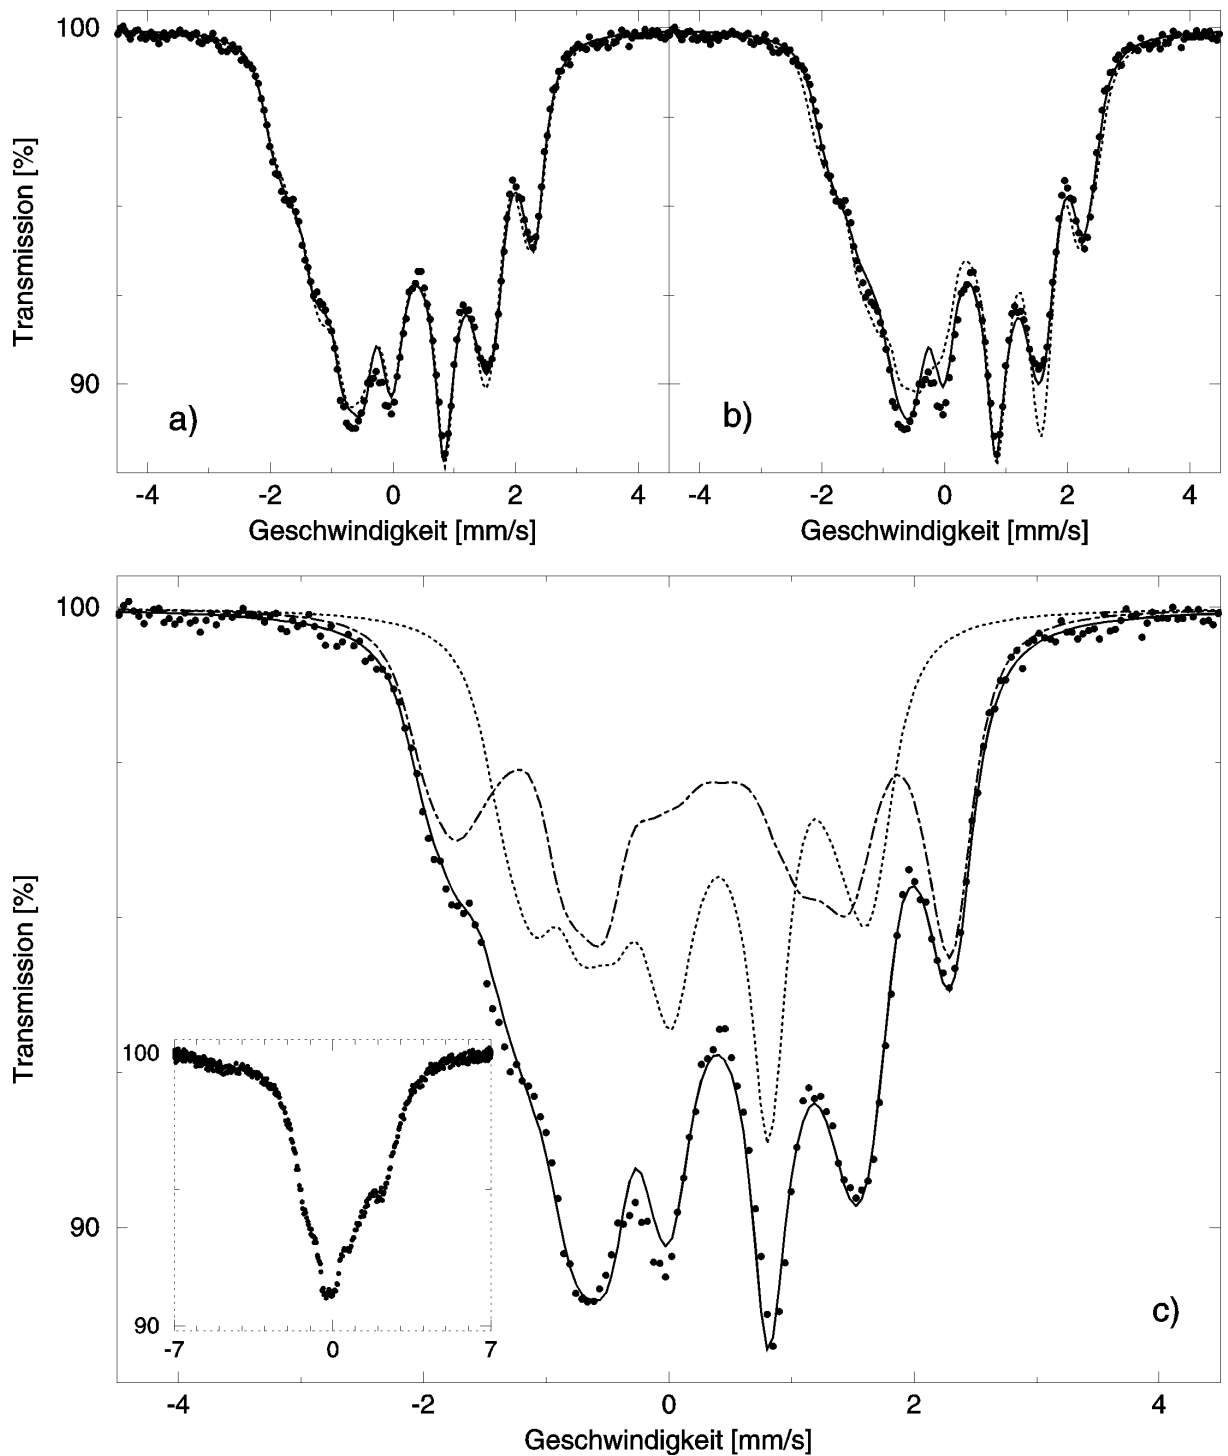 100
90
Transmission [%]
a)
b)
-4 -2 0 2 4 -4 -2 0 2 4
Geschwindigkeit [mm/s] Geschwindigkeit [mm/s]
100
90
Transmission [%]
100
90
-7 0 7
c)
-4 -2 0 2 4
Geschwindigkeit [mm/s]